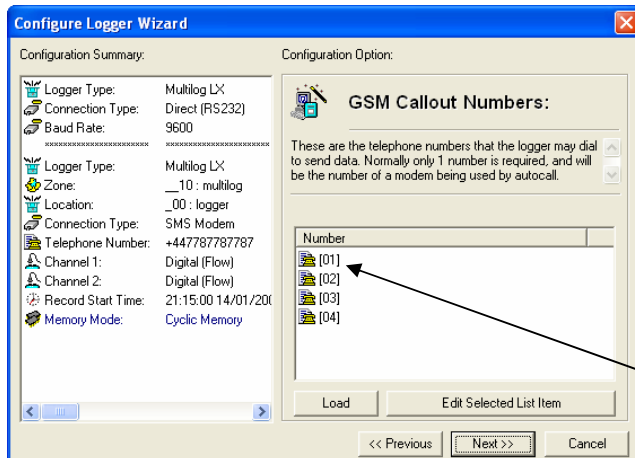 Configure Logger Wizard
Configuration Summary:
Logger Type: Multilog LX
Connection Type: Direct (RS232)
Baud Rate: 9600
xxxxxxxxxxxxxxxxxxxxxx xxxxxxxxxxxxxxxxxxxxxx
Logger Type: Multilog LX
Zone: __10 : multilog
Location: _00 : logger
Connection Type: SMS Modem
Telephone Number: +447787787787
Channel 1: Digital (Flow)
Channel 2: Digital (Flow)
Record Start Time: 21:15:00 14/01/200
Memory Mode: Cyclic Memory
Configuration Option:
GSM Callout Numbers:
These are the telephone numbers that the logger may dial
to send data. Normally only 1 number is required, and will
be the number of a modem being used by autocall.
Number
[01]
[02]
[03]
[04]
Load
Edit Selected List Item
<< Previous
Next >>
Cancel